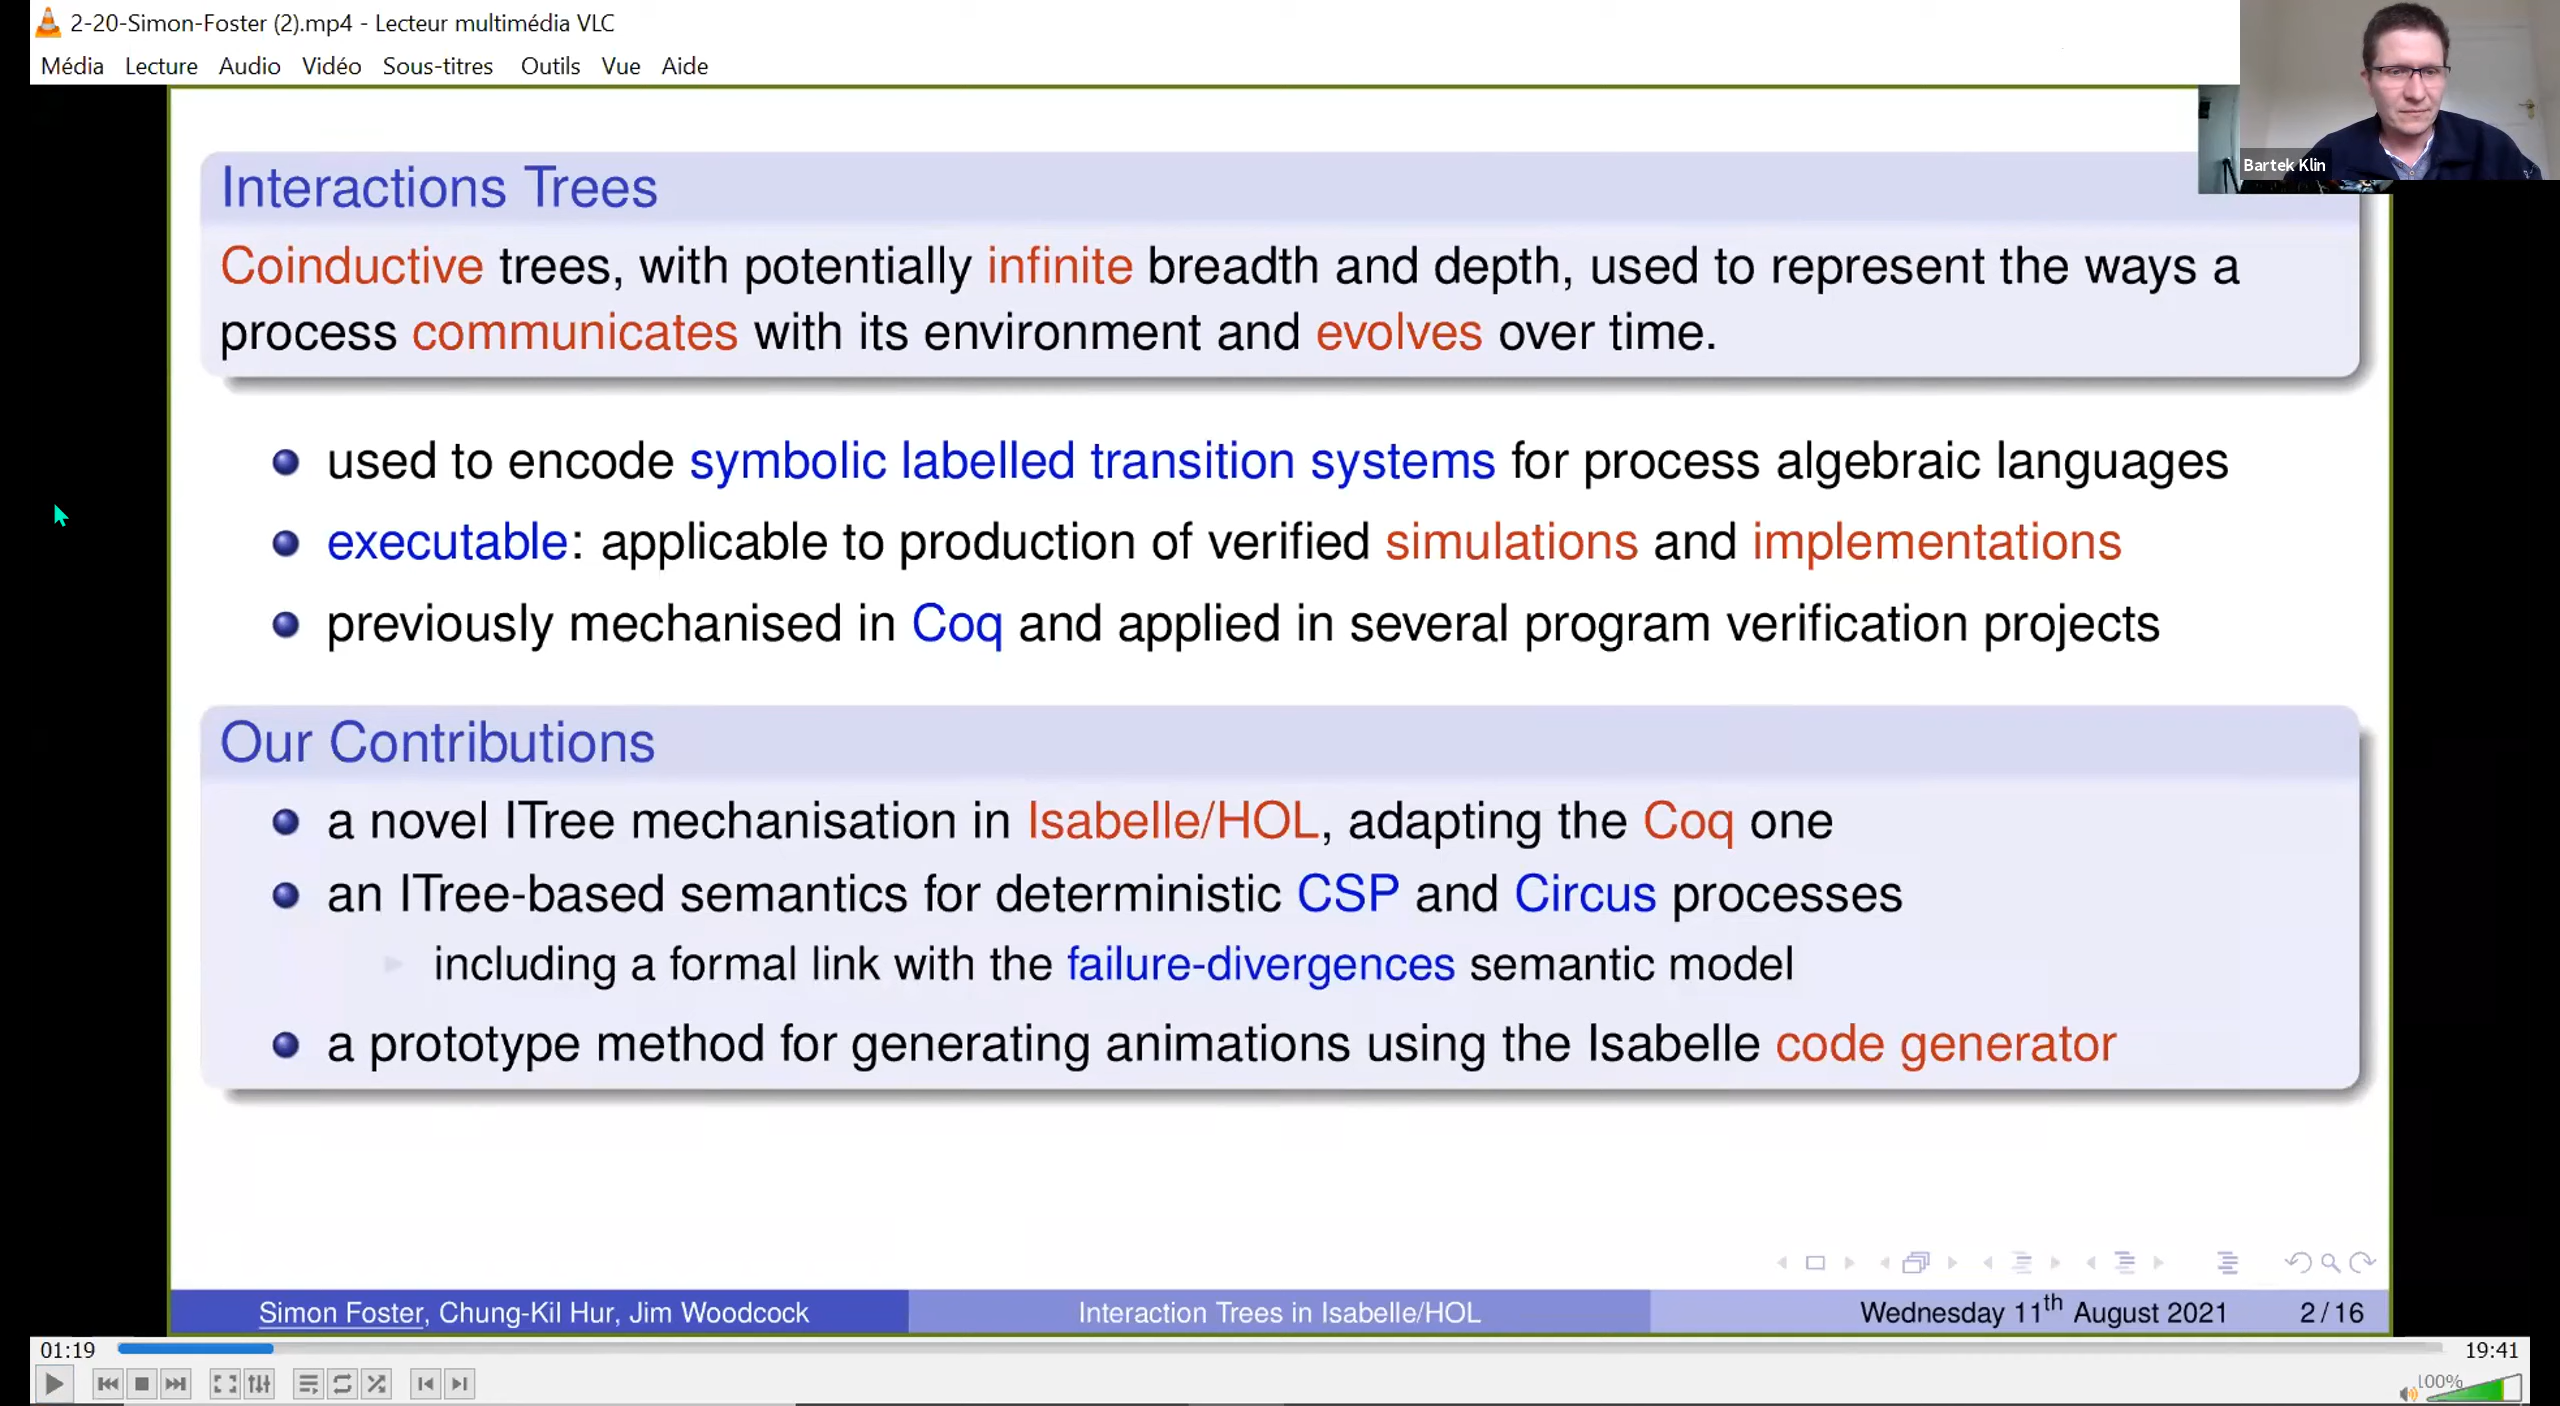 2-20-Simon-Foster (2).mp4 - Lecteur multimédia VLC
Média Lecture Audio Vidéo Sous-titres Outils Vue Aide
Bartek Klin
Interactions Trees
Coinductive trees, with potentially infinite breadth and depth, used to represent the ways a
process communicates with its environment and evolves over time.
used to encode symbolic labelled transition systems for process algebraic languages
executable: applicable to production of verified simulations and implementations
previously mechanised in Coq and applied in several program verification projects
Our Contributions
a novel ITree mechanisation in Isabelle/HOL, adapting the Coq one
an ITree-based semantics for deterministic CSP and Circus processes
including a formal link with the failure-divergences semantic model
a prototype method for generating animations using the Isabelle code generator
Simon Foster, Chung-Kil Hur, Jim Woodcock Interaction Trees in Isabelle/HOL Wednesday 11th August 2021 2 / 16
01:19 19:41
100%